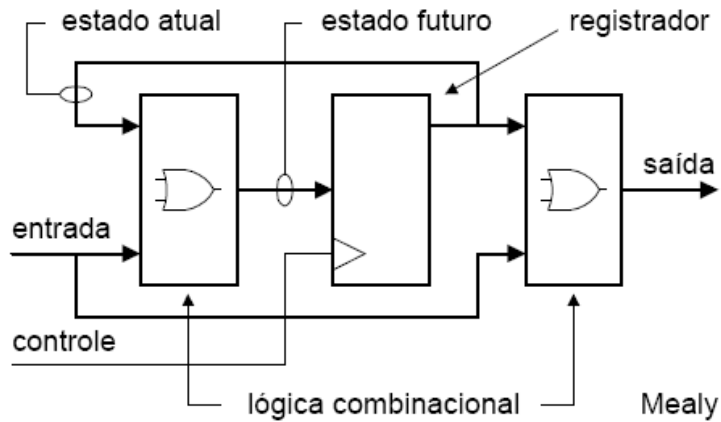 estado atual estado futuro registrador
saída
entrada
controle
lógica combinacional Mealy